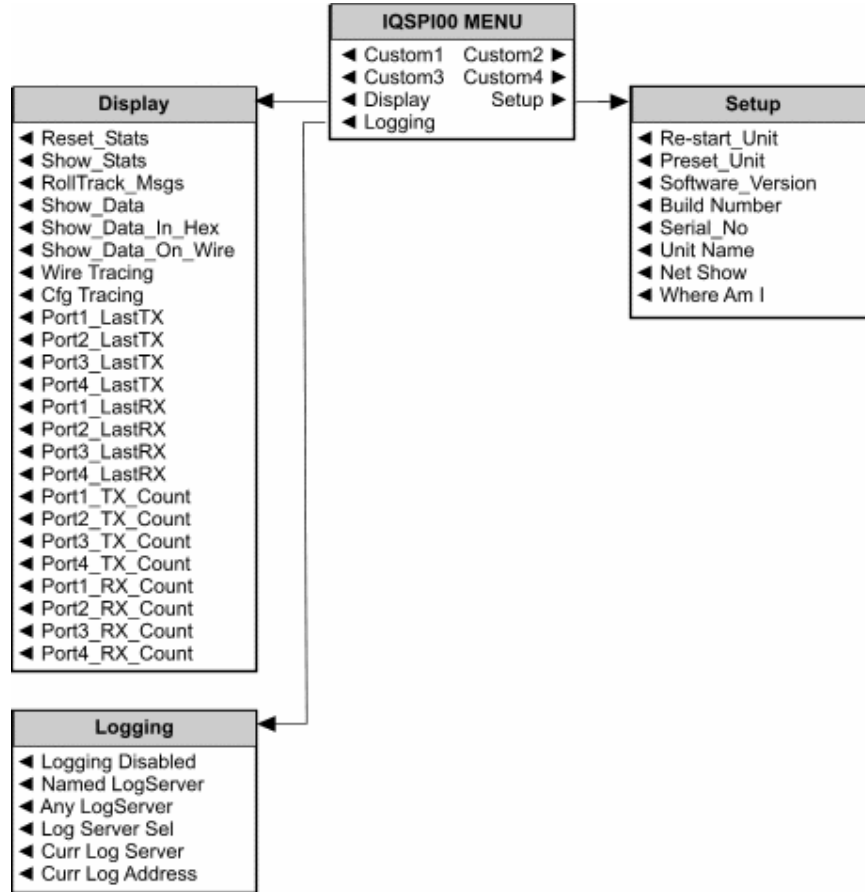 IQSPI00 MENU
◄ Custom1 Custom2 ►
◄ Custom3 Custom4 ►
◄ Display Setup ►
◄ Logging
Display
◄ Reset_Stats
◄ Show_Stats
◄ RollTrack_Msgs
◄ Show_Data
◄ Show_Data_In_Hex
◄ Show_Data_On_Wire
◄ Wire Tracing
◄ Cfg Tracing
◄ Port1_LastTX
◄ Port2_LastTX
◄ Port3_LastTX
◄ Port4_LastTX
◄ Port1_LastRX
◄ Port2_LastRX
◄ Port3_LastRX
◄ Port4_LastRX
◄ Port1_TX_Count
◄ Port2_TX_Count
◄ Port3_TX_Count
◄ Port4_TX_Count
◄ Port1_RX_Count
◄ Port2_RX_Count
◄ Port3_RX_Count
◄ Port4_RX_Count
Setup
◄ Re-start_Unit
◄ Preset_Unit
◄ Software_Version
◄ Build Number
◄ Serial_No
◄ Unit Name
◄ Net Show
◄ Where Am I
Logging
◄ Logging Disabled
◄ Named LogServer
◄ Any LogServer
◄ Log Server Sel
◄ Curr Log Server
◄ Curr Log Address